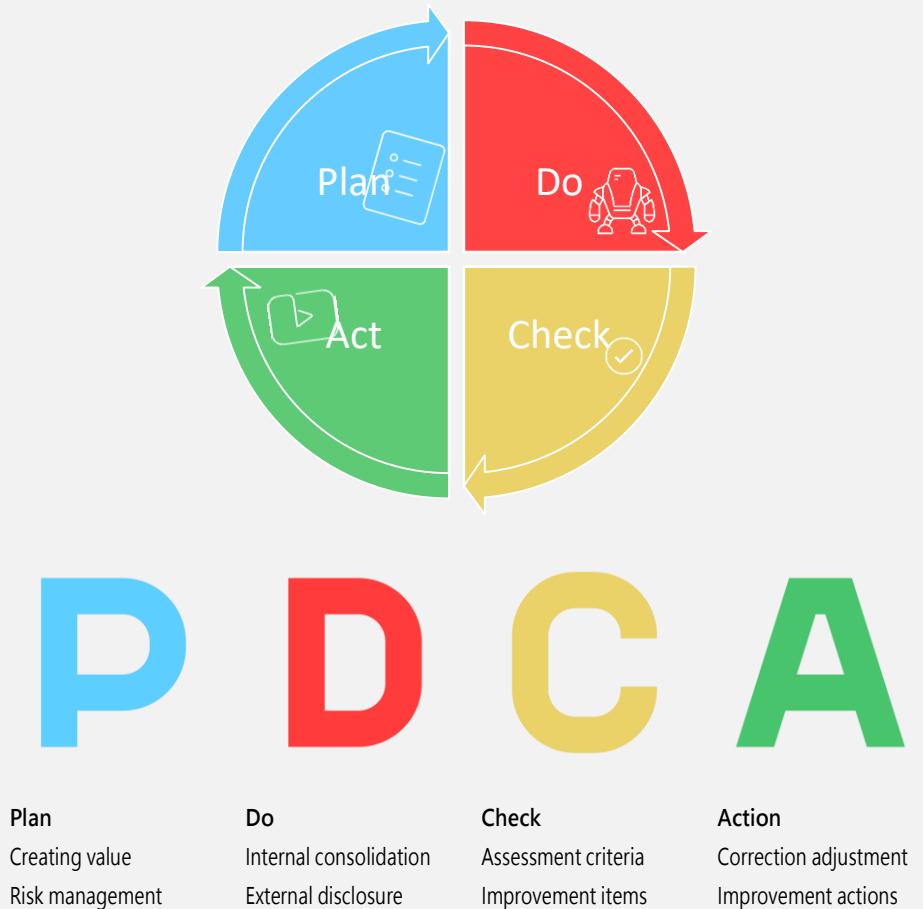 Plan
Do
Act
Check
P D C A
Plan
Creating value
Risk management
Do
Internal consolidation
External disclosure
Check
Assessment criteria
Improvement items
Action
Correction adjustment
Improvement actions